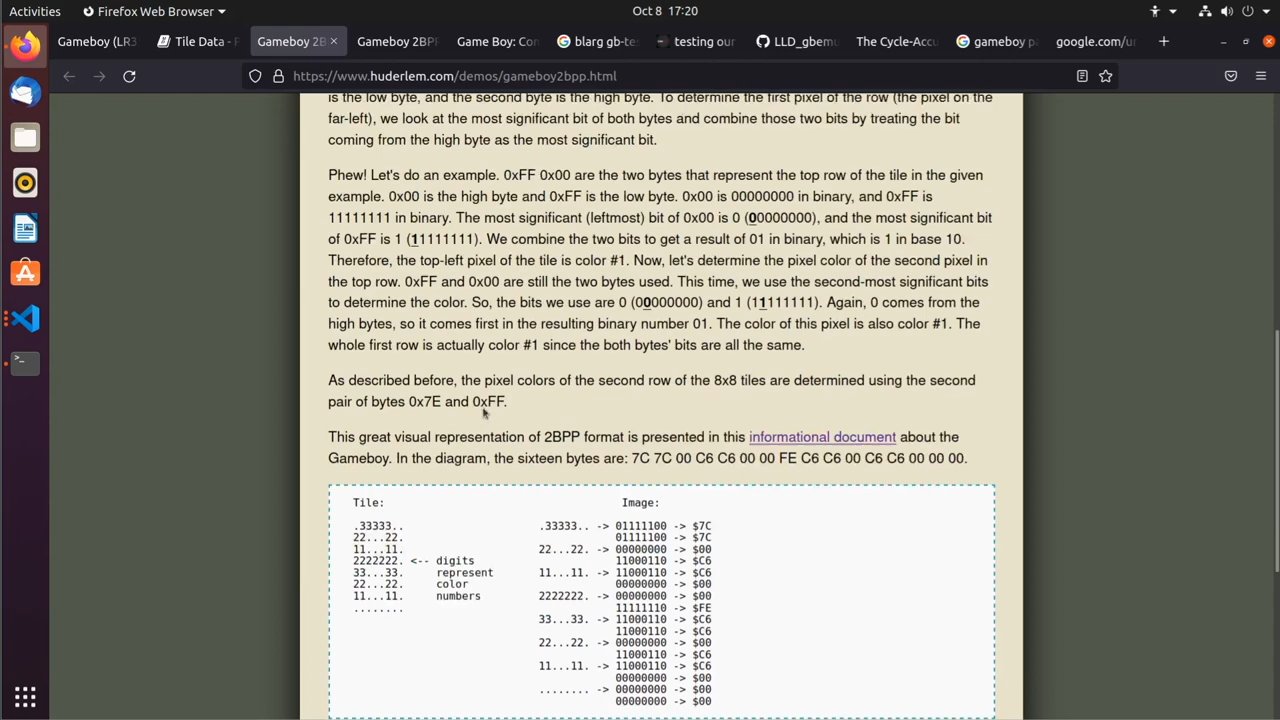 Activities
Firefox Web Browser
Oct 8 17:20
Gameboy (LR3
Tile Data -
Gameboy 2B
Gameboy 2BP
Game Boy: Co
blarg gb-te
testing our
LLD_gbemu
The Cycle-Acc
gameboy pa
google.com/ur
https://www.huderlem.com/demos/gameboy2bpp.html
is the low byte, and the second byte is the high byte. To determine the first pixel of the row (the pixel on the
far-left), we look at the most significant bit of both bytes and combine those two bits by treating the bit
coming from the high byte as the most significant bit.
Phew! Let's do an example. 0xFF 0x00 are the two bytes that represent the top row of the tile in the given
example. 0x00 is the high byte and 0xFF is the low byte. 0x00 is 00000000 in binary, and 0xFF is
11111111 in binary. The most significant (leftmost) bit of 0x00 is 0 (00000000), and the most significant bit
of 0xFF is 1 (11111111). We combine the two bits to get a result of 01 in binary, which is 1 in base 10.
Therefore, the top-left pixel of the tile is color #1. Now, let's determine the pixel color of the second pixel in
the top row. 0xFF and 0x00 are still the two bytes used. This time, we use the second-most significant bits
to determine the color. So, the bits we use are 0 (00000000) and 1 (11111111). Again, 0 comes from the
high bytes, so it comes first in the resulting binary number 01. The color of this pixel is also color #1. The
whole first row is actually color #1 since the both bytes' bits are all the same.
As described before, the pixel colors of the second row of the 8x8 tiles are determined using the second
pair of bytes 0x7E and 0xFF.
This great visual representation of 2BPP format is presented in this informational document about the
Gameboy. In the diagram, the sixteen bytes are: 7C 7C 00 C6 C6 00 00 FE C6 C6 00 C6 C6 00 00 00.
Tile: Image:
.33333.. .33333.. -> 01111100 -> $7C
22...22. 01111100 -> $7C
11...11. 22...22. -> 00000000 -> $00
2222222. <-- digits 11000110 -> $C6
33...33. represent 11...11. -> 11000110 -> $C6
22...22. color 00000000 -> $00
11...11. numbers 2222222. -> 00000000 -> $00
........ 11111110 -> $FE
33...33. -> 11000110 -> $C6
11000110 -> $C6
22...22. -> 00000000 -> $00
11000110 -> $C6
11...11. -> 11000110 -> $C6
00000000 -> $00
........ -> 00000000 -> $00
00000000 -> $00